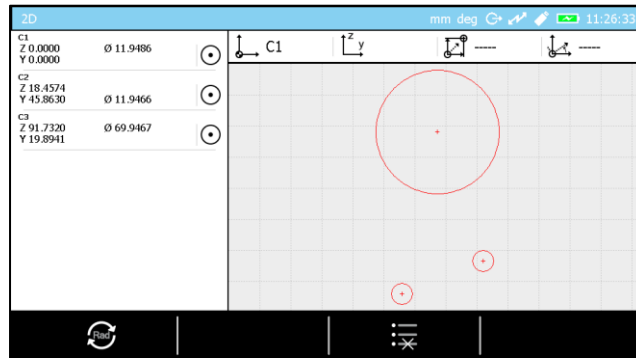 2D mm deg 11:26:33
C1
Z 0.0000 Ø 11.9486
Y 0.0000
C2
Z 18.4574
Y 45.8630 Ø 11.9466
C3
Z 91.7320 Ø 69.9467
Y 19.8941
C1 z y ----- -----
Rad